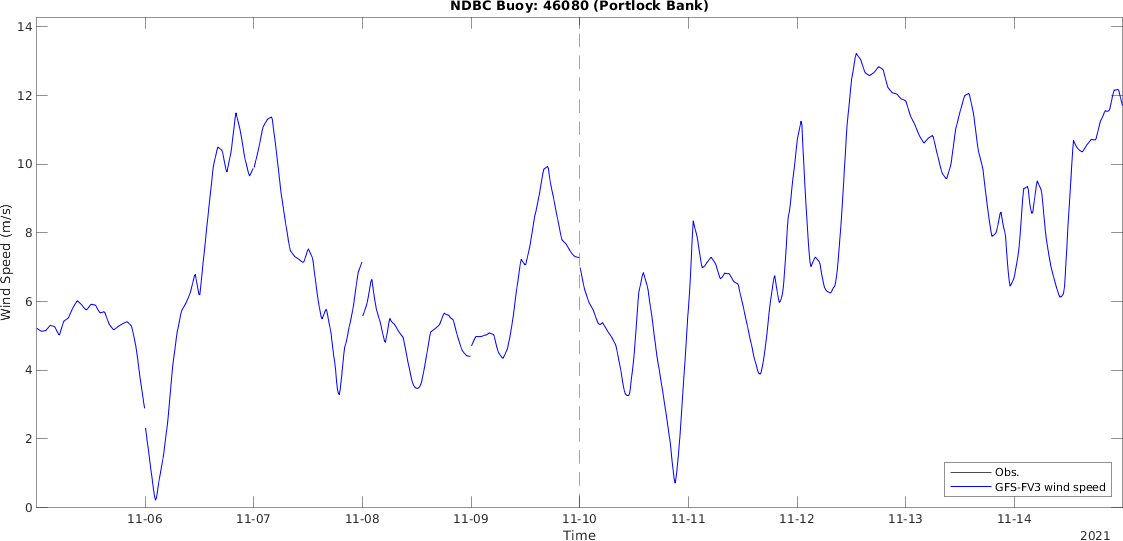 NDBC Buoy: 46080 (Portlock Bank)
14
12
10
8
6
4
2
0
Wind Speed (m/s)
11-06 11-07 11-08 11-09 11-10 11-11 11-12 11-13 11-14
Time
2021
Obs.
GFS-FV3 wind speed